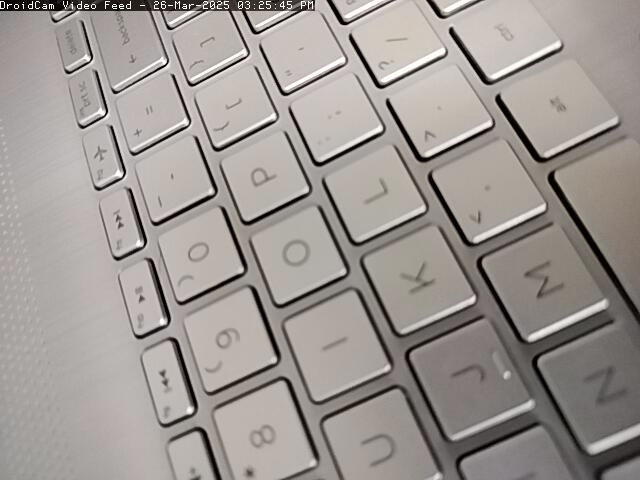 DroidCam Video Feed - 26-Mar-2025 03:25:45 PM
delete
backspace
prt sc
+ =
{ [
} ]
" '
? /
: ;
alt
ctrl
_ -
P
L
> .
< ,
) 0
O
K
M
( 9
I
J
N
* 8
U